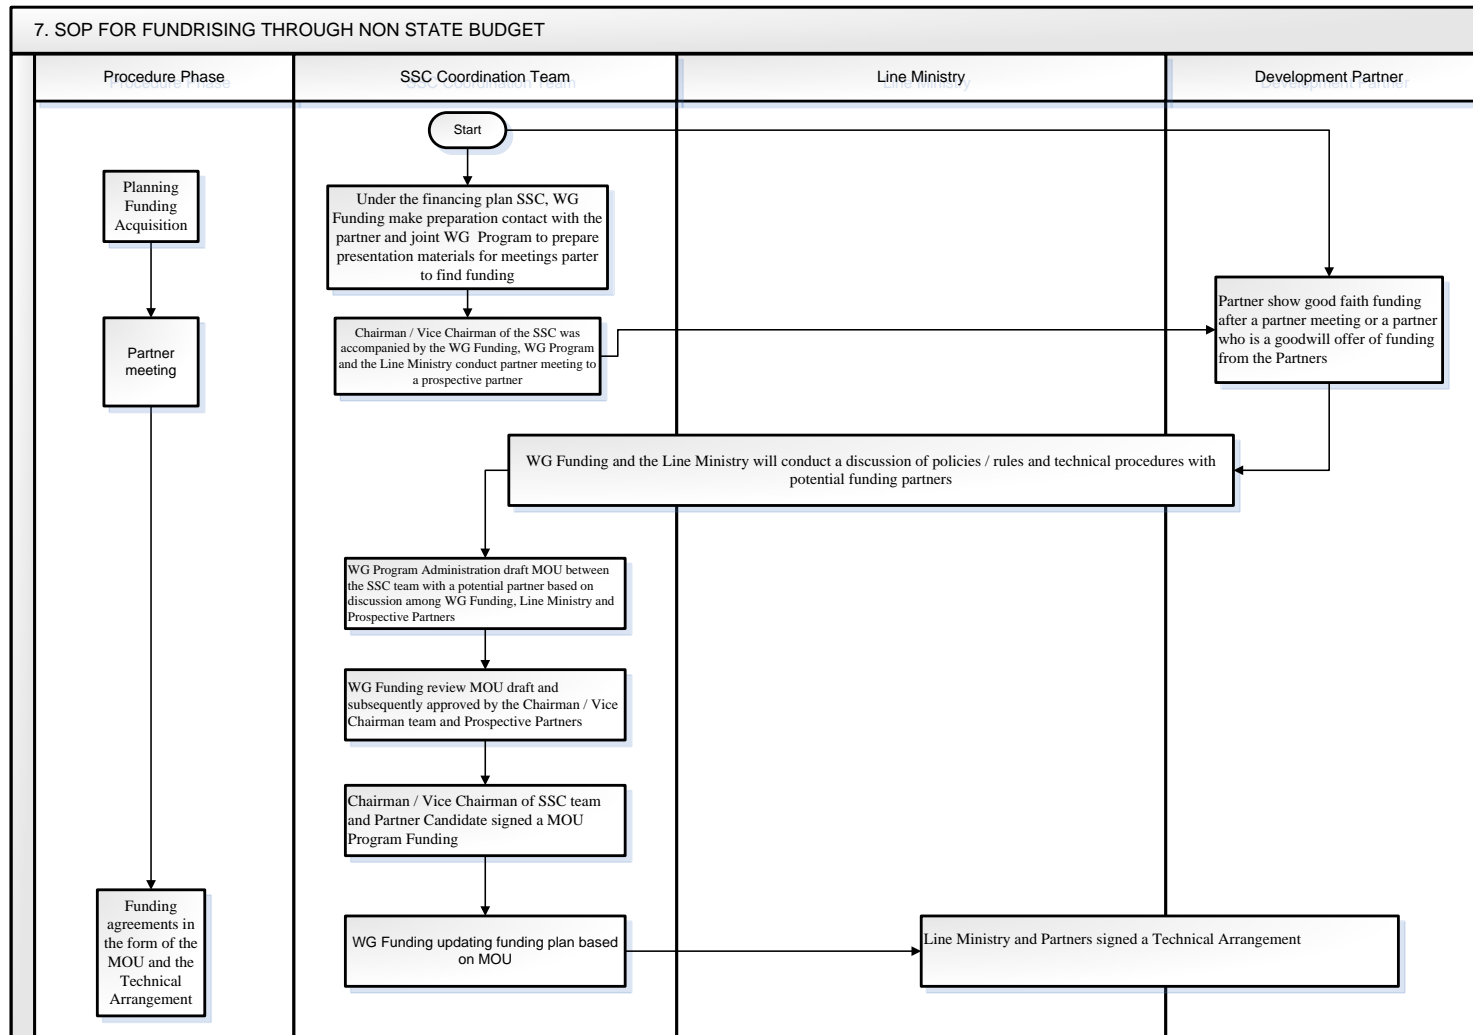 7. SOP FOR FUNDRISING THROUGH NON STATE BUDGET
Procedure Phase
SSC Coordination Team
Line Ministry
Development Partner
Start
Planning
Funding
Acquisition
Under the financing plan SSC, WG
Funding make preparation contact with the
partner and joint WG Program to prepare
presentation materials for meetings parter
to find funding
Partner
meeting
Chairman / Vice Chairman of the SSC was
accompanied by the WG Funding, WG Program
and the Line Ministry conduct partner meeting to
a prospective partner
Partner show good faith funding
after a partner meeting or a partner
who is a goodwill offer of funding
from the Partners
WG Funding and the Line Ministry will conduct a discussion of policies / rules and technical procedures with
potential funding partners
WG Program Administration draft MOU between
the SSC team with a potential partner based on
discussion among WG Funding, Line Ministry and
Prospective Partners
WG Funding review MOU draft and
subsequently approved by the Chairman / Vice
Chairman team and Prospective Partners
Chairman / Vice Chairman of SSC team
and Partner Candidate signed a MOU
Program Funding
Funding
agreements in
the form of the
MOU and the
Technical
Arrangement
WG Funding updating funding plan based
on MOU
Line Ministry and Partners signed a Technical Arrangement